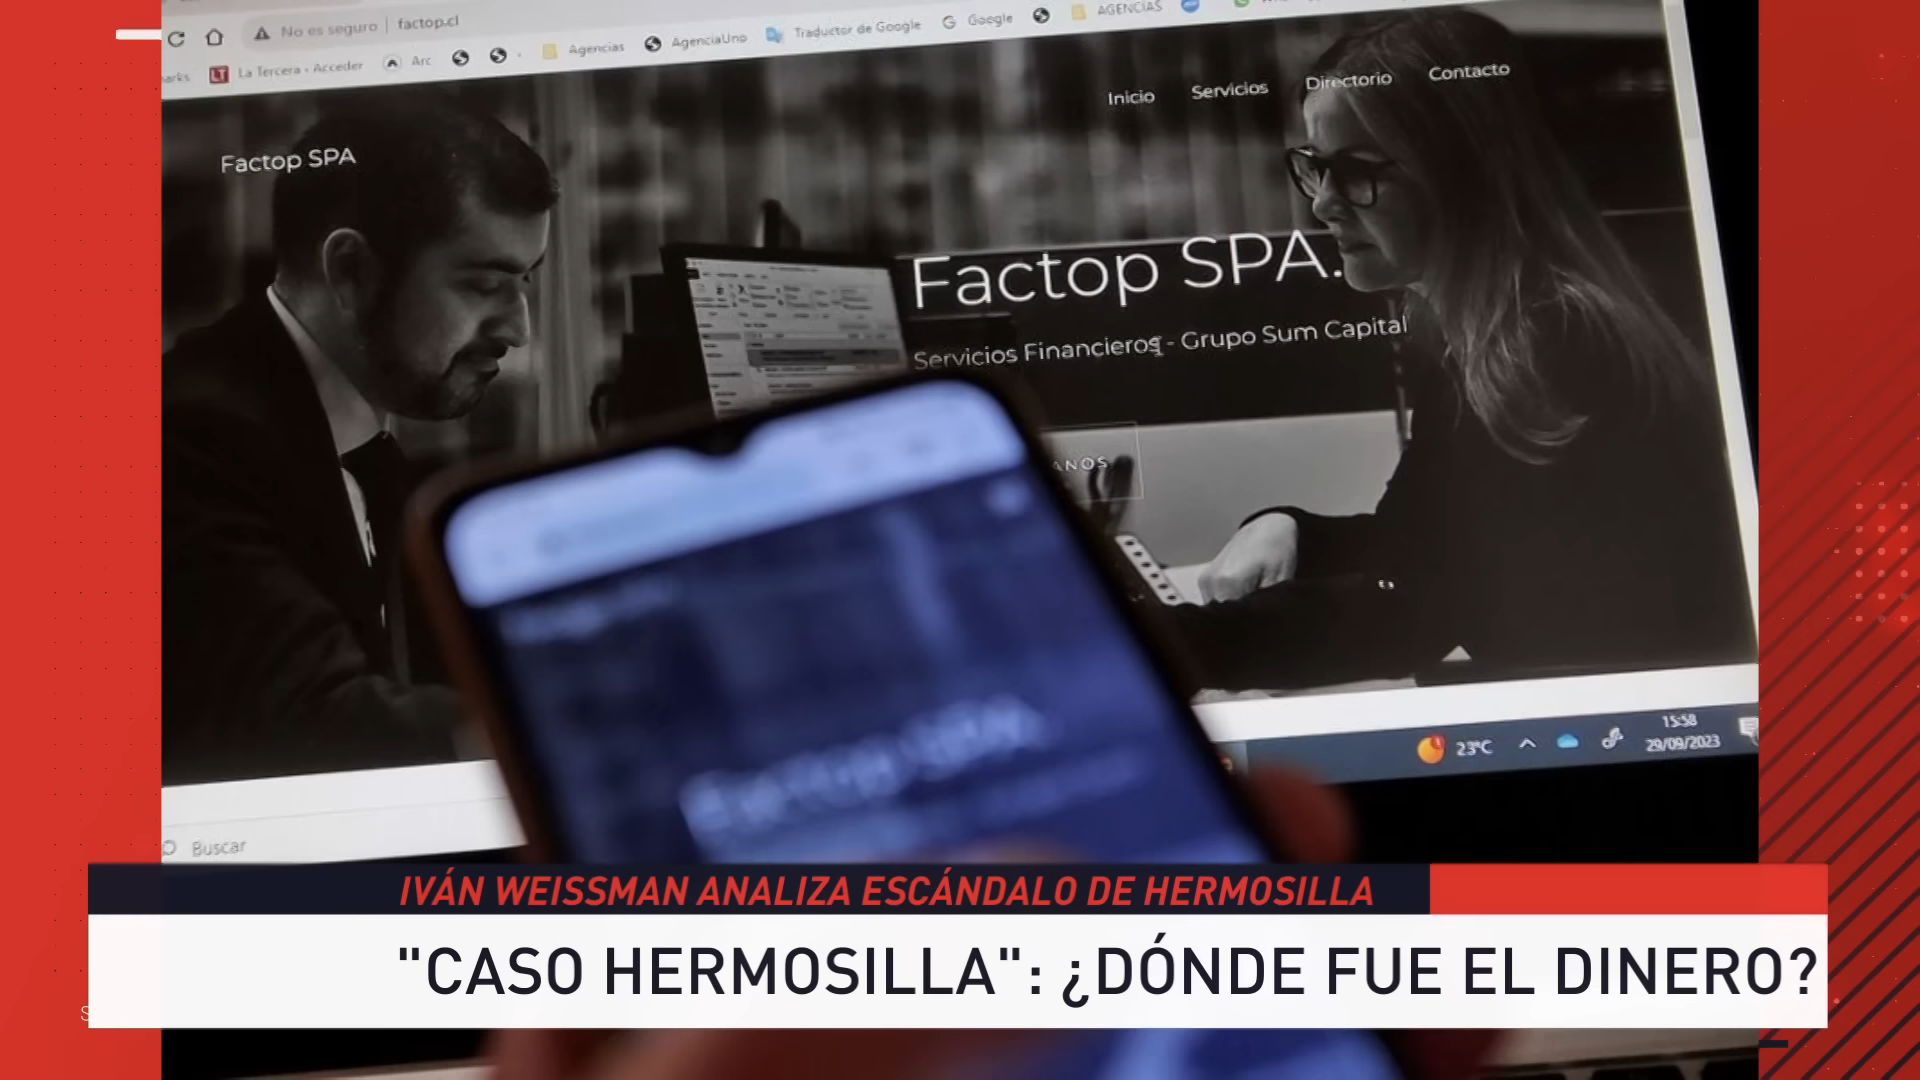 No es seguro | factop.cl
La Tercera - Acceder
Arc
Agencias
AgenciaUno
Traductor de Google
Google
AGENCIAS
Inicio
Servicios
Directorio
Contacto
Factop SPA
Factop SPA.
Servicios Financieros - Grupo Sum Capital
23°C
15:58
29/09/2023
Buscar
IVÁN WEISSMAN ANALIZA ESCÁNDALO DE HERMOSILLA
"CASO HERMOSILLA": ¿DÓNDE FUE EL DINERO?